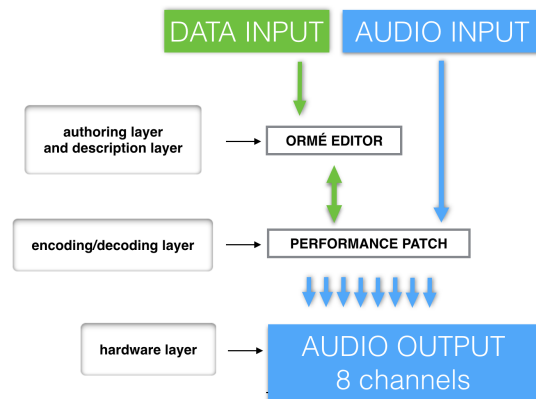 DATA INPUT
AUDIO INPUT
authoring layer
and description layer
ORMÉ EDITOR
encoding/decoding layer
PERFORMANCE PATCH
hardware layer
AUDIO OUTPUT
8 channels